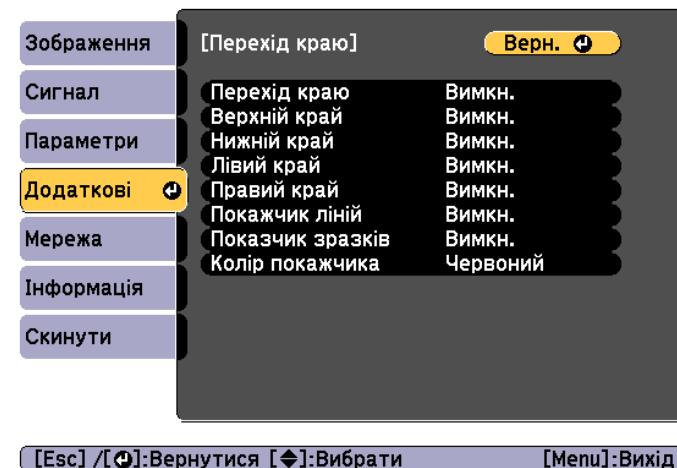 Зображення
Сигнал
Параметри
Додаткові
Мережа
Інформація
Скинути
[Перехід краю] Верн.
Перехід краю Вимкн.
Верхній край Вимкн.
Нижній край Вимкн.
Лівий край Вимкн.
Правий край Вимкн.
Покажчик ліній Вимкн.
Показчик зразків Вимкн.
Колір покажчика Червоний
[Esc] /[⏎]:Вернутися [◆]:Вибрати [Menu]:Вихід